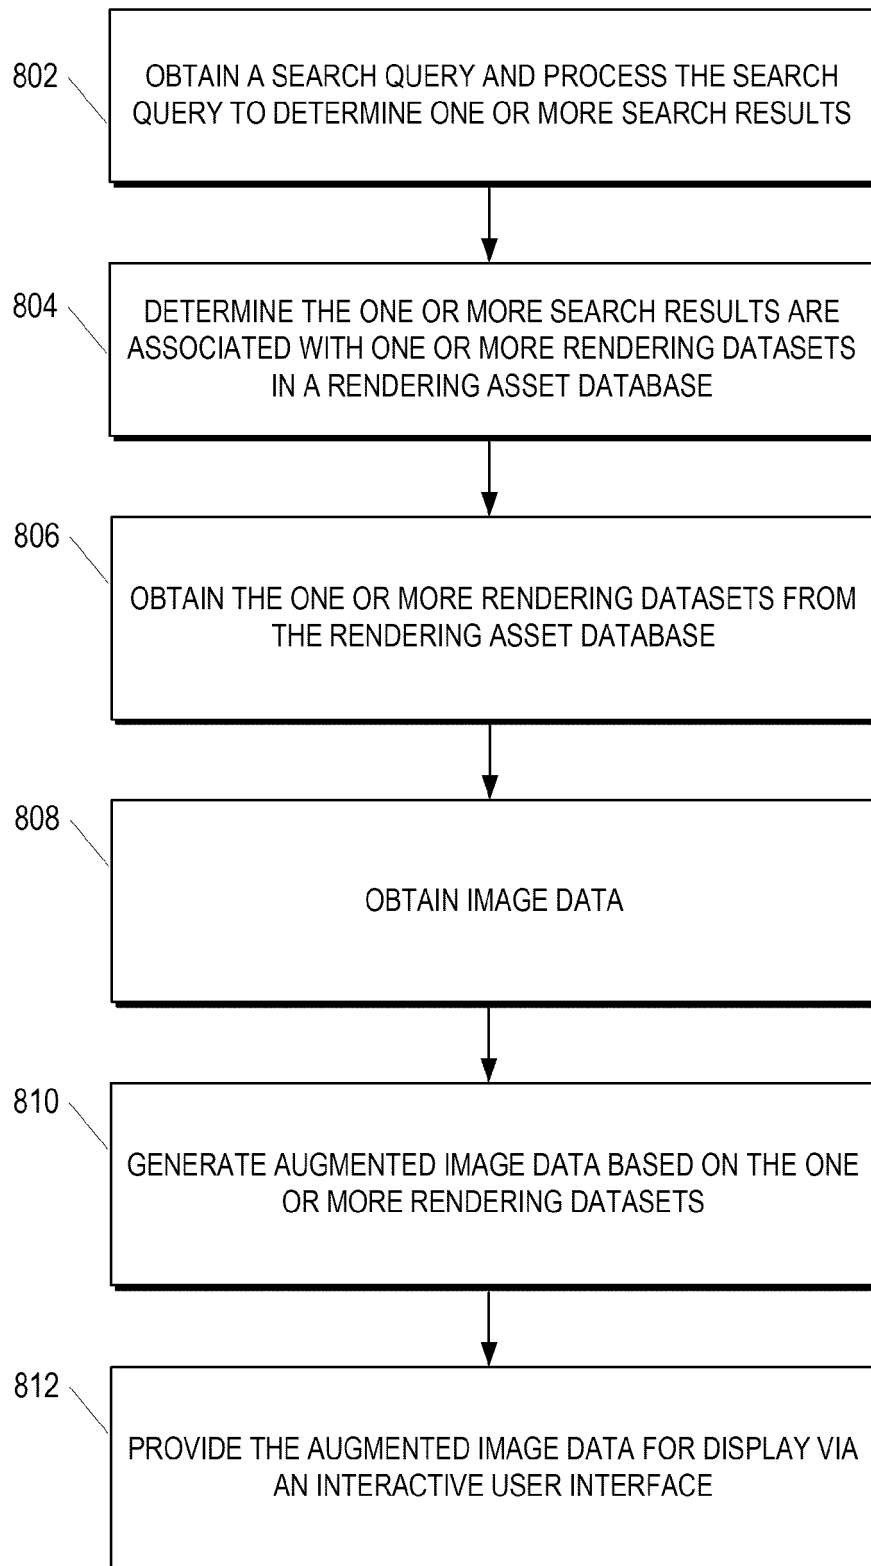 802
OBTAIN A SEARCH QUERY AND PROCESS THE SEARCH
QUERY TO DETERMINE ONE OR MORE SEARCH RESULTS
804
DETERMINE THE ONE OR MORE SEARCH RESULTS ARE
ASSOCIATED WITH ONE OR MORE RENDERING DATASETS
IN A RENDERING ASSET DATABASE
806
OBTAIN THE ONE OR MORE RENDERING DATASETS FROM
THE RENDERING ASSET DATABASE
808
OBTAIN IMAGE DATA
810
GENERATE AUGMENTED IMAGE DATA BASED ON THE ONE
OR MORE RENDERING DATASETS
812
PROVIDE THE AUGMENTED IMAGE DATA FOR DISPLAY VIA
AN INTERACTIVE USER INTERFACE